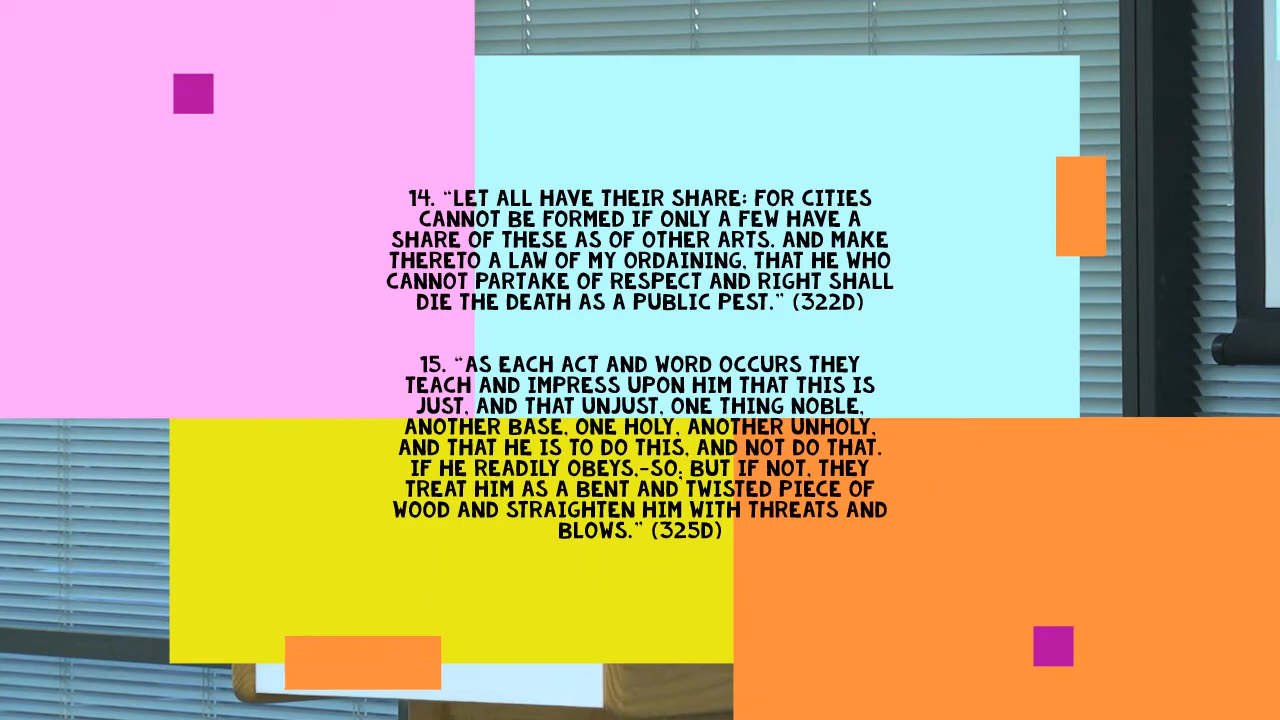 14. “LET ALL HAVE THEIR SHARE: FOR CITIES
CANNOT BE FORMED IF ONLY A FEW HAVE A
SHARE OF THESE AS OF OTHER ARTS. AND MAKE
THERETO A LAW OF MY ORDAINING, THAT HE WHO
CANNOT PARTAKE OF RESPECT AND RIGHT SHALL
DIE THE DEATH AS A PUBLIC PEST.” (322D)
15. “AS EACH ACT AND WORD OCCURS THEY
TEACH AND IMPRESS UPON HIM THAT THIS IS
JUST, AND THAT UNJUST, ONE THING NOBLE,
ANOTHER BASE, ONE HOLY, ANOTHER UNHOLY,
AND THAT HE IS TO DO THIS, AND NOT DO THAT.
IF HE READILY OBEYS,-SO; BUT IF NOT, THEY
TREAT HIM AS A BENT AND TWISTED PIECE OF
WOOD AND STRAIGHTEN HIM WITH THREATS AND
BLOWS.” (325D)